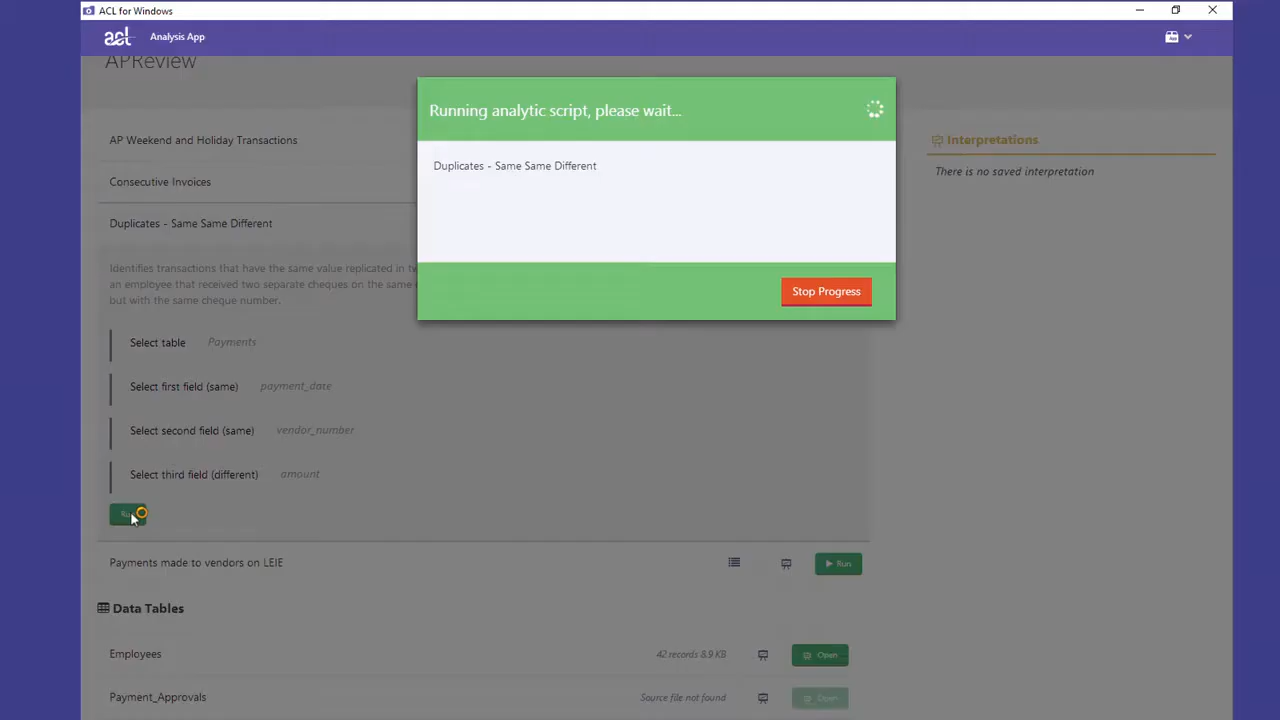 ACL for Windows
acl
Analysis App
APReview
Running analytic script, please wait...
Duplicates - Same Same Different
Stop Progress
AP Weekend and Holiday Transactions
Consecutive Invoices
Duplicates - Same Same Different
Identifies transactions that have the same value replicated in tw
an employee that received two separate cheques on the same
but with the same cheque number.
Select table Payments
Select first field (same) payment_date
Select second field (same) vendor_number
Select third field (different) amount
Payments made to vendors on LEIE
Run
Data Tables
Employees 42 records 8.9 KB Open
Payment_Approvals Source file not found Open
Interpretations
There is no saved interpretation